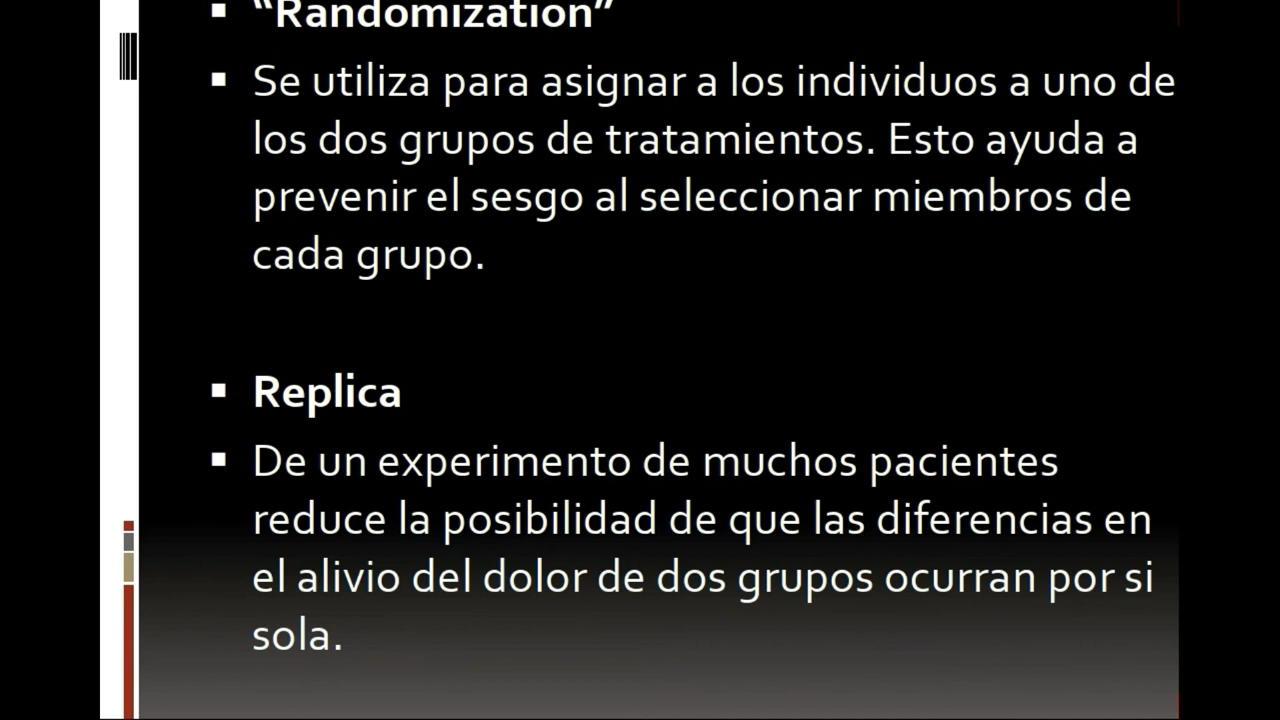 “Randomization”
Se utiliza para asignar a los individuos a uno de
los dos grupos de tratamientos. Esto ayuda a
prevenir el sesgo al seleccionar miembros de
cada grupo.
Replica
De un experimento de muchos pacientes
reduce la posibilidad de que las diferencias en
el alivio del dolor de dos grupos ocurran por si
sola.